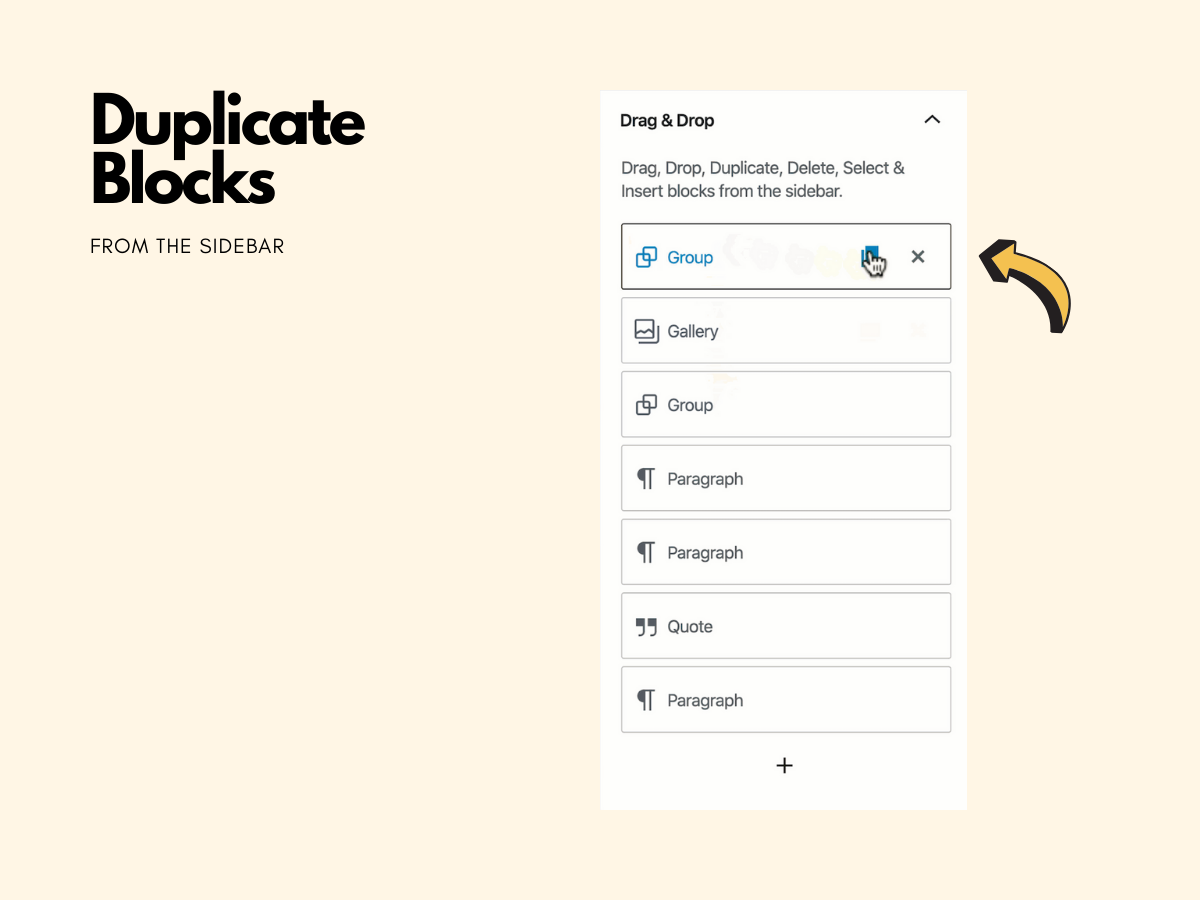 Duplicate
Blocks
FROM THE SIDEBAR
Drag & Drop
Drag, Drop, Duplicate, Delete, Select &
Insert blocks from the sidebar.
Group
Gallery
Group
Paragraph
Paragraph
Quote
Paragraph